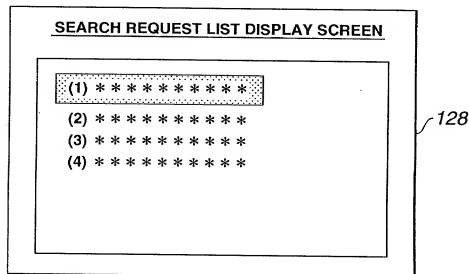 SEARCH REQUEST LIST DISPLAY SCREEN
(1) * * * * * * * * * *
(2) * * * * * * * * * *
(3) * * * * * * * * * *
(4) * * * * * * * * * *
128